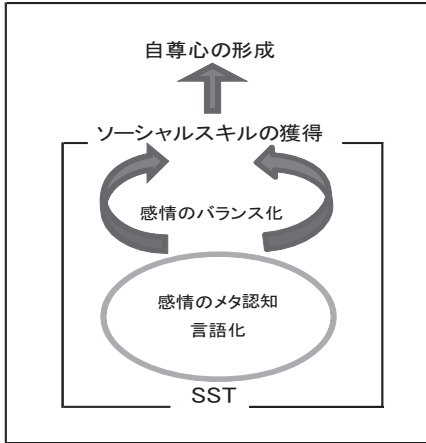 自尊心の形成
ソーシャルスキルの獲得
感情のバランス化
感情のメタ認知
言語化
SST